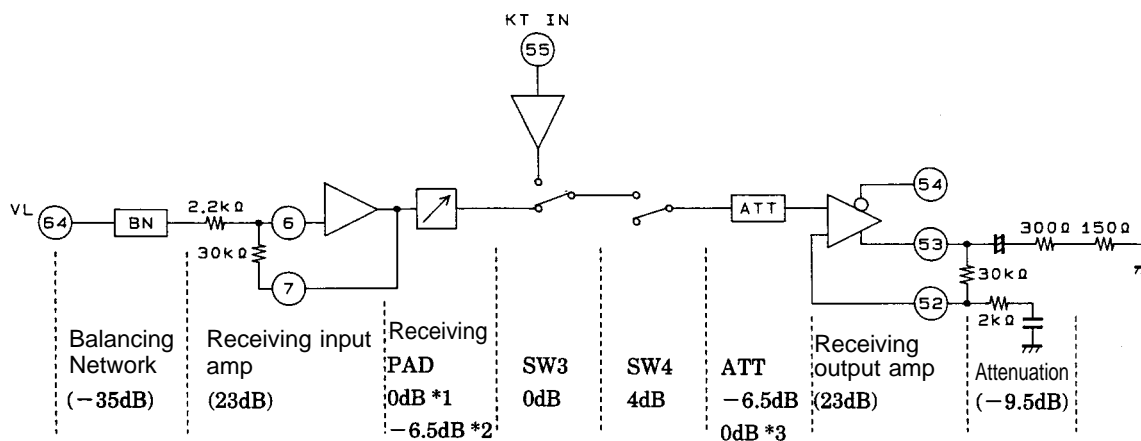 KT IN
55
54
VL
64
BN
2.2kΩ
6
ATT
53
300Ω 150Ω
30kΩ
30kΩ
7
52
2kΩ
Balancing
Network
(−35dB)
Receiving input
amp
(23dB)
Receiving
PAD
0dB *1
−6.5dB *2
SW3
0dB
SW4
4dB
ATT
−6.5dB
0dB *3
Receiving
output amp
(23dB)
Attenuation
(−9.5dB)